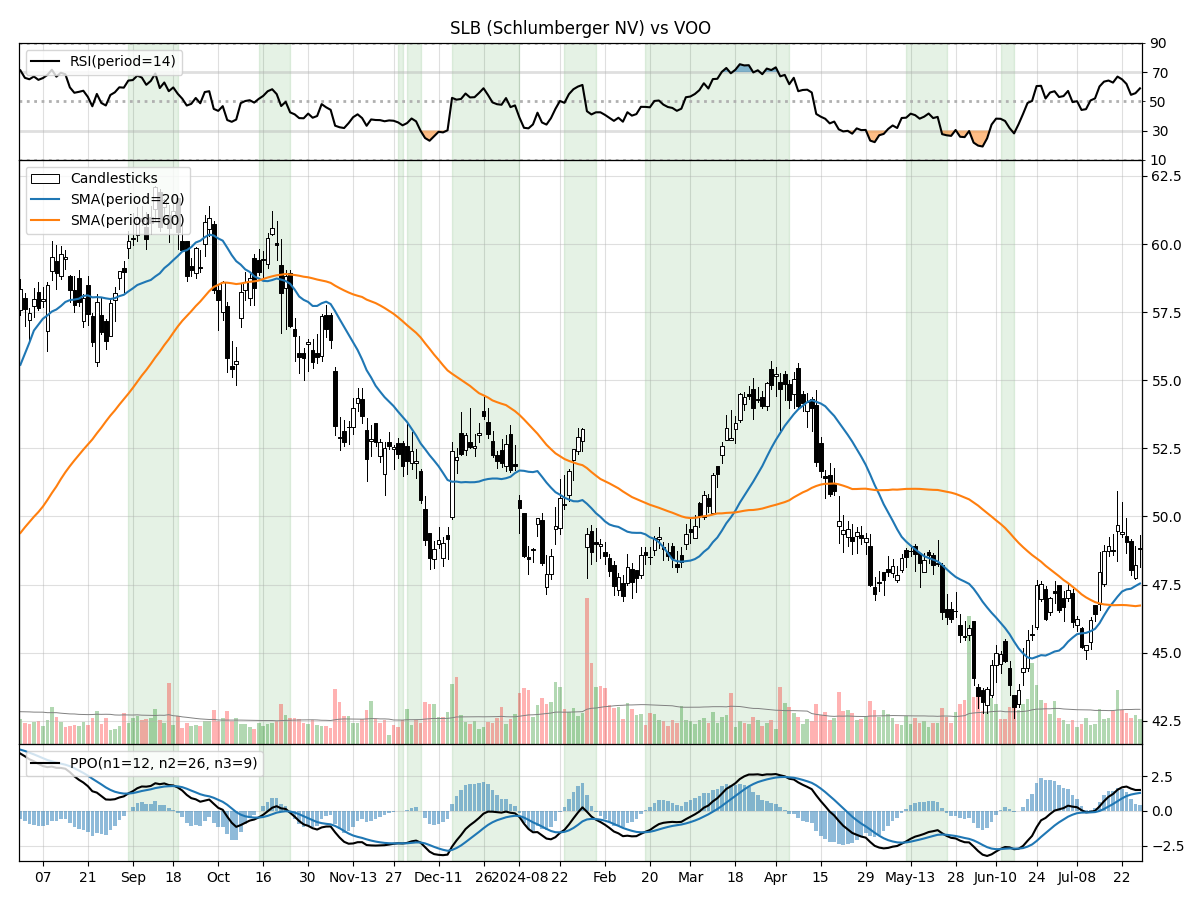 SLB (Schlumberger NV) vs VOO
RSI(period=14)
90
70
50
30
10
Candlesticks
SMA(period=20)
SMA(period=60)
62.5
60.0
57.5
55.0
52.5
50.0
47.5
45.0
42.5
PPO(n1=12, n2=26, n3=9)
2.5
0.0
−2.5
07 21 Sep 18 Oct 16 30 Nov-13 27 Dec-11 26 2024-08 22 Feb 20 Mar 18 Apr 15 29 May-13 28 Jun-10 24 Jul-08 22